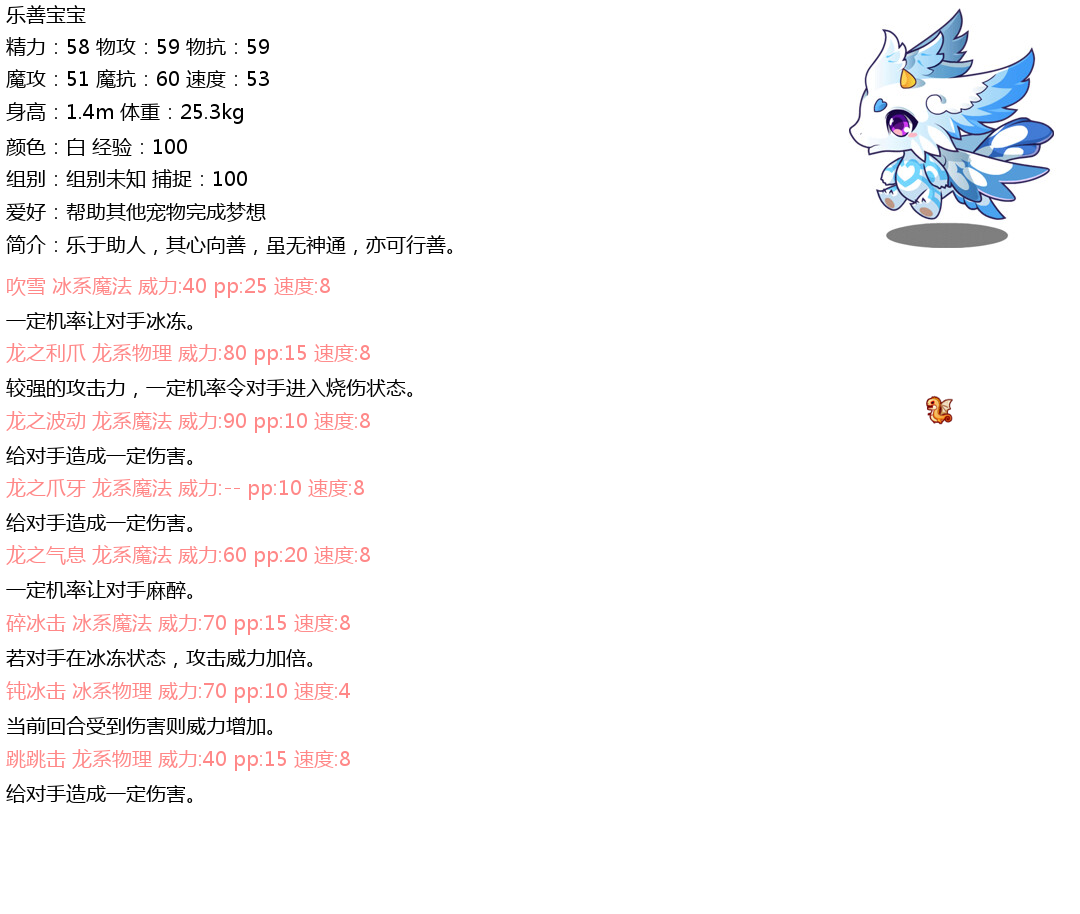 乐善宝宝
精力：58 物攻：59 物抗：59
魔攻：51 魔抗：60 速度：53
身高：1.4m 体重：25.3kg
颜色：白 经验：100
组别：组别未知 捕捉：100
爱好：帮助其他宠物完成梦想
简介：乐于助人，其心向善，虽无神通，亦可行善。
吹雪 冰系魔法 威力:40 pp:25 速度:8
一定机率让对手冰冻。
龙之利爪 龙系物理 威力:80 pp:15 速度:8
较强的攻击力，一定机率令对手进入烧伤状态。
龙之波动 龙系魔法 威力:90 pp:10 速度:8
给对手造成一定伤害。
龙之爪牙 龙系魔法 威力:-- pp:10 速度:8
给对手造成一定伤害。
龙之气息 龙系魔法 威力:60 pp:20 速度:8
一定机率让对手麻醉。
碎冰击 冰系魔法 威力:70 pp:15 速度:8
若对手在冰冻状态，攻击威力加倍。
钝冰击 冰系物理 威力:70 pp:10 速度:4
当前回合受到伤害则威力增加。
跳跳击 龙系物理 威力:40 pp:15 速度:8
给对手造成一定伤害。